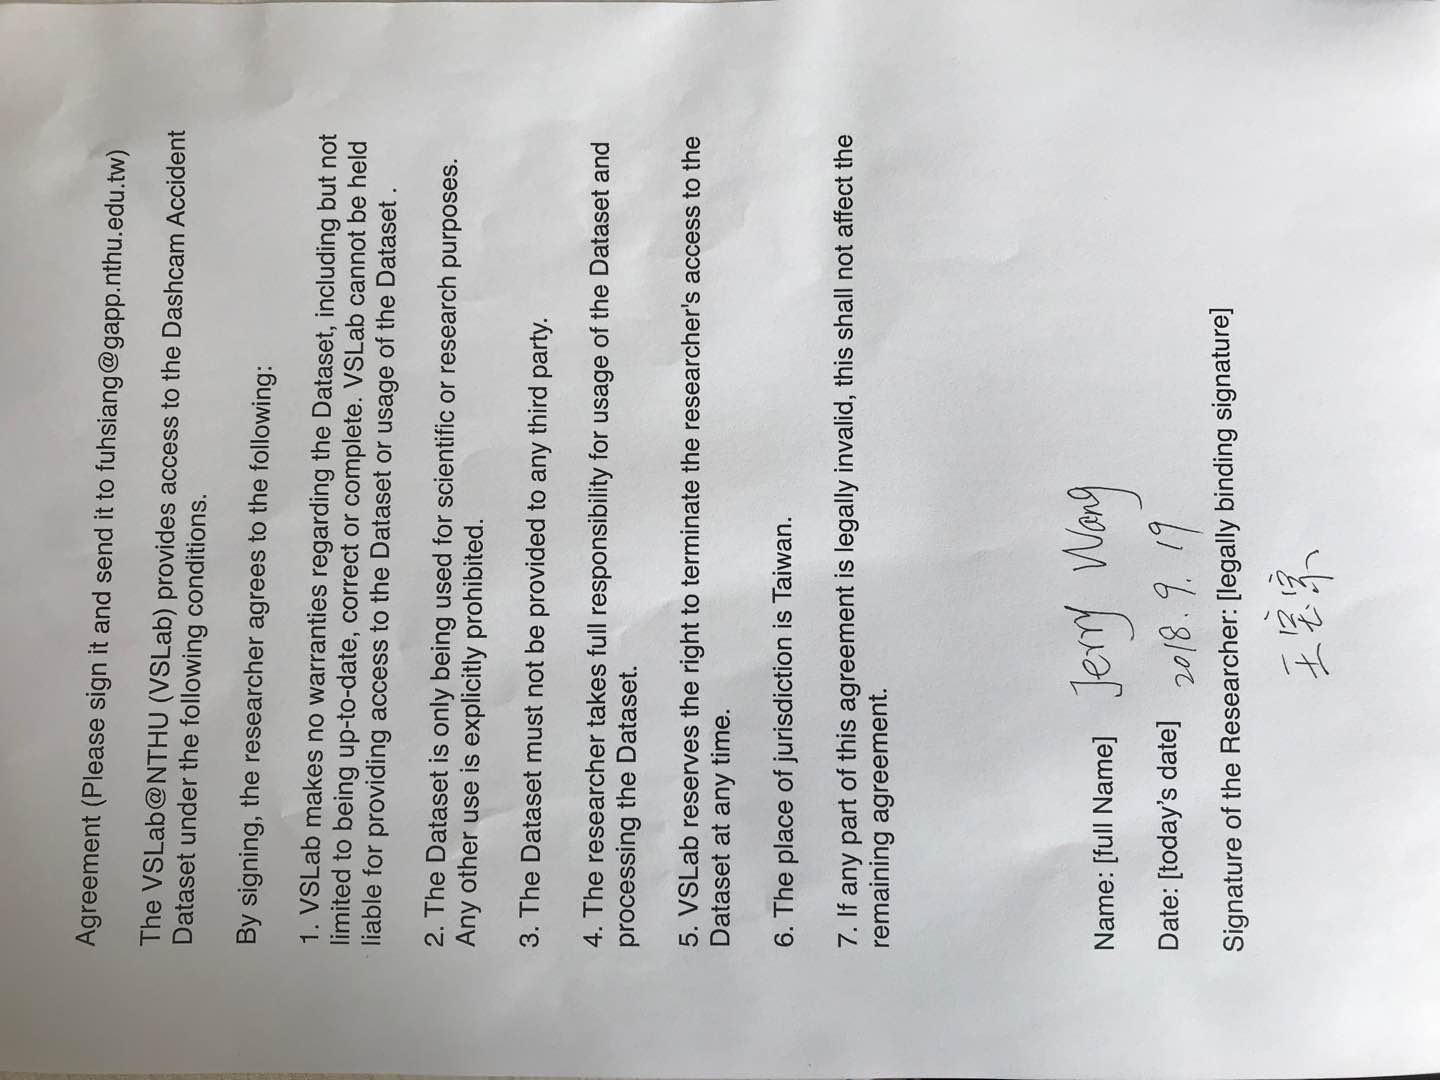 Agreement (Please sign it and send it to fuhsiang@gapp.nthu.edu.tw)
The VSLab@NTHU (VSLab) provides access to the Dashcam Accident
Dataset under the following conditions.
By signing, the researcher agrees to the following:
1. VSLab makes no warranties regarding the Dataset, including but not
limited to being up-to-date, correct or complete. VSLab cannot be held
liable for providing access to the Dataset or usage of the Dataset .
2. The Dataset is only being used for scientific or research purposes.
Any other use is explicitly prohibited.
3. The Dataset must not be provided to any third party.
4. The researcher takes full responsibility for usage of the Dataset and
processing the Dataset.
5. VSLab reserves the right to terminate the researcher's access to the
Dataset at any time.
6. The place of jurisdiction is Taiwan.
7. If any part of this agreement is legally invalid, this shall not affect the
remaining agreement.
Name: [full Name] Jerry Wang
Date: [today’s date] 2018.9.19
Signature of the Researcher: [legally binding signature]
王宝宗